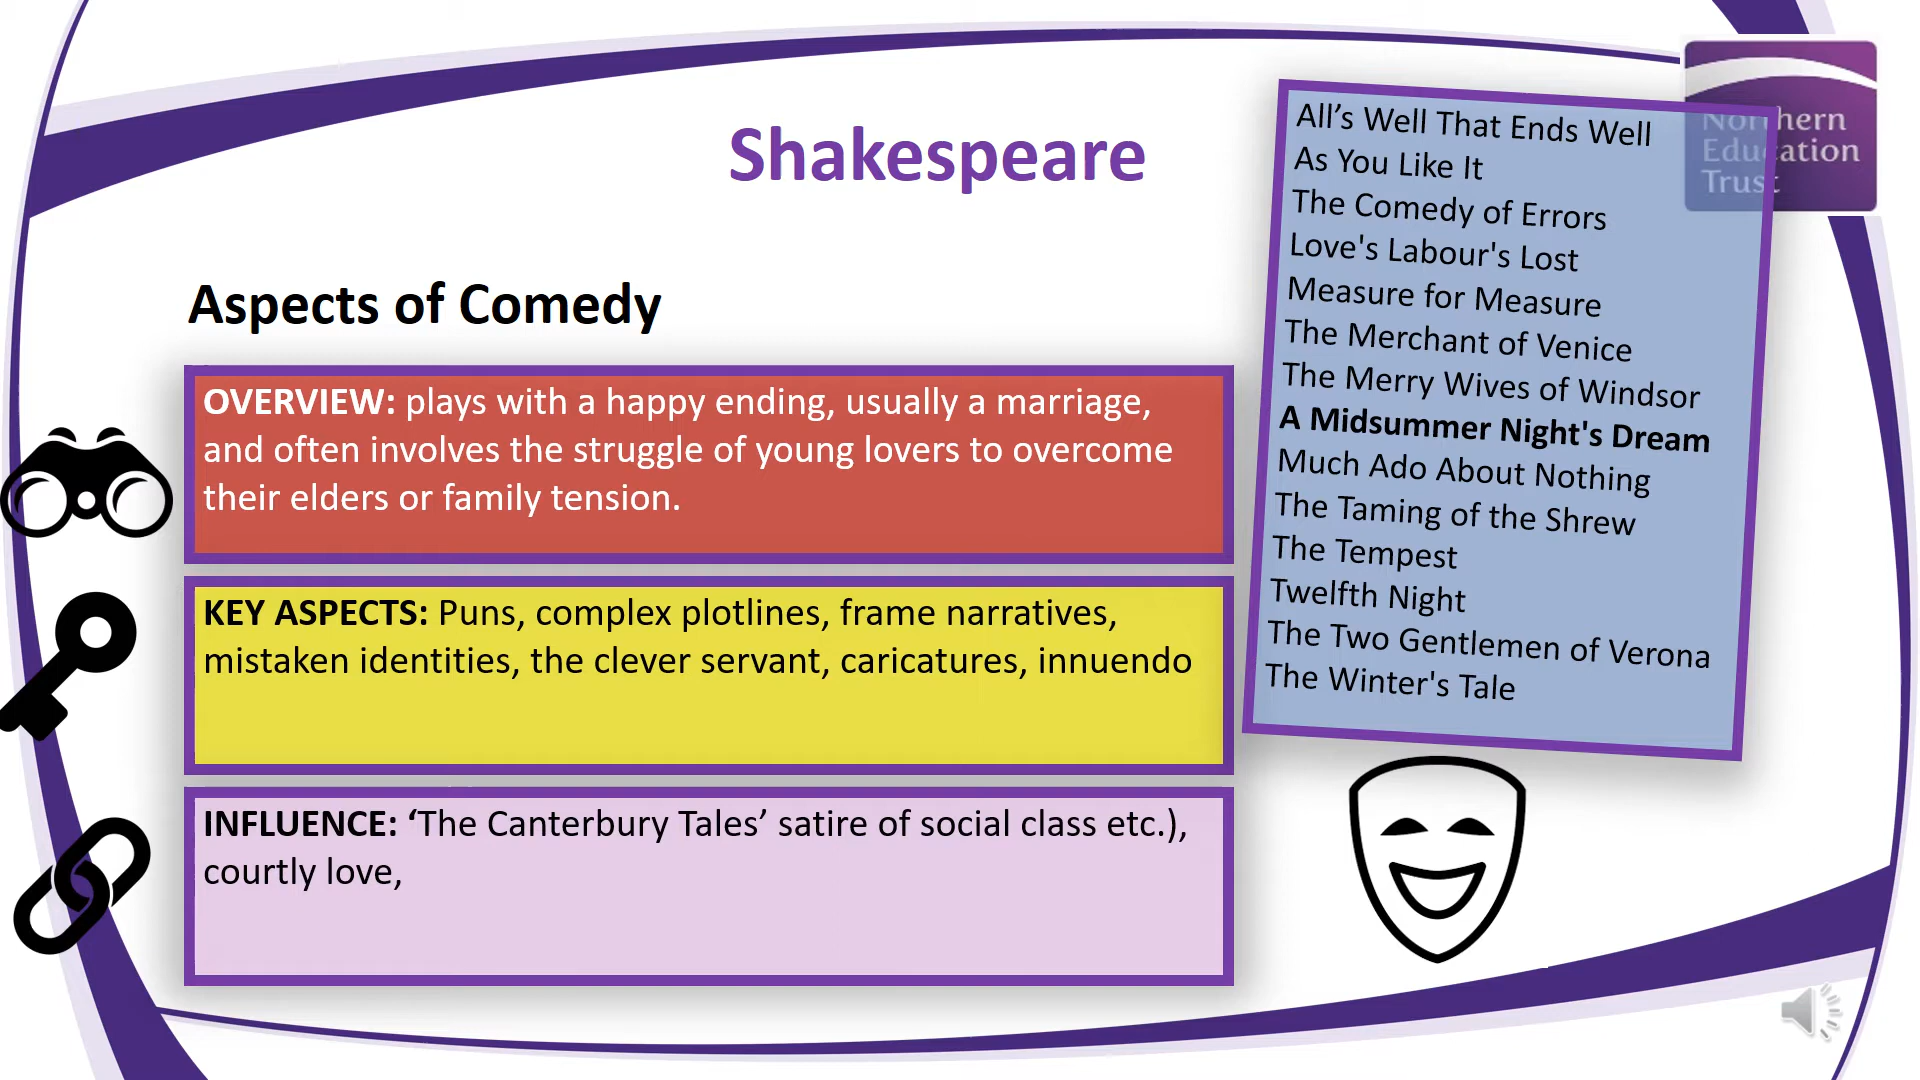 Shakespeare
Aspects of Comedy
OVERVIEW: plays with a happy ending, usually a marriage,
and often involves the struggle of young lovers to overcome
their elders or family tension.
KEY ASPECTS: Puns, complex plotlines, frame narratives,
mistaken identities, the clever servant, caricatures, innuendo
INFLUENCE: ‘The Canterbury Tales’ satire of social class etc.),
courtly love,
All’s Well That Ends Well
As You Like It
The Comedy of Errors
Love's Labour's Lost
Measure for Measure
The Merchant of Venice
The Merry Wives of Windsor
A Midsummer Night's Dream
Much Ado About Nothing
The Taming of the Shrew
The Tempest
Twelfth Night
The Two Gentlemen of Verona
The Winter's Tale
Northern
Education
Trust